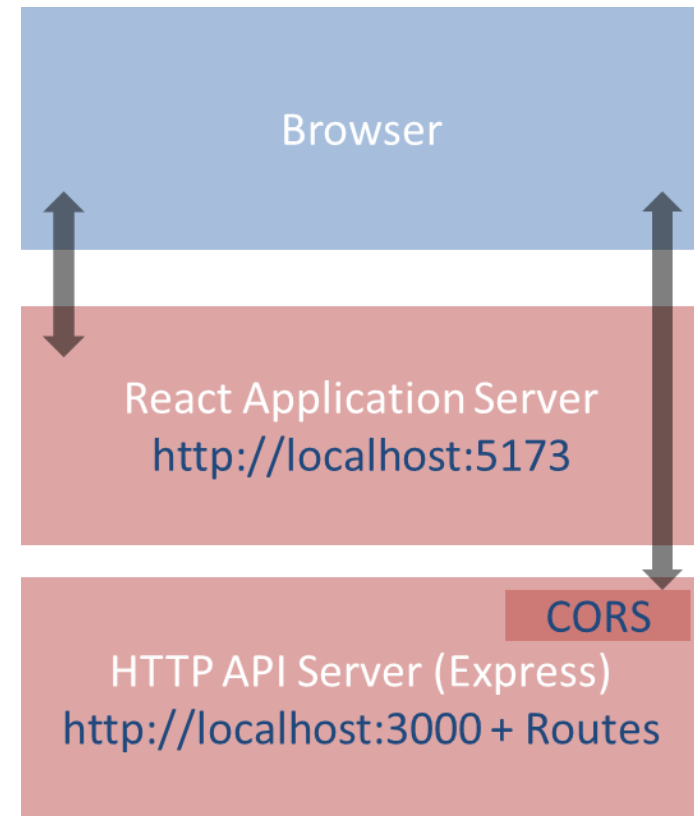 Browser
React Application Server
http://localhost:5173
CORS
HTTP API Server (Express)
http://localhost:3000 + Routes